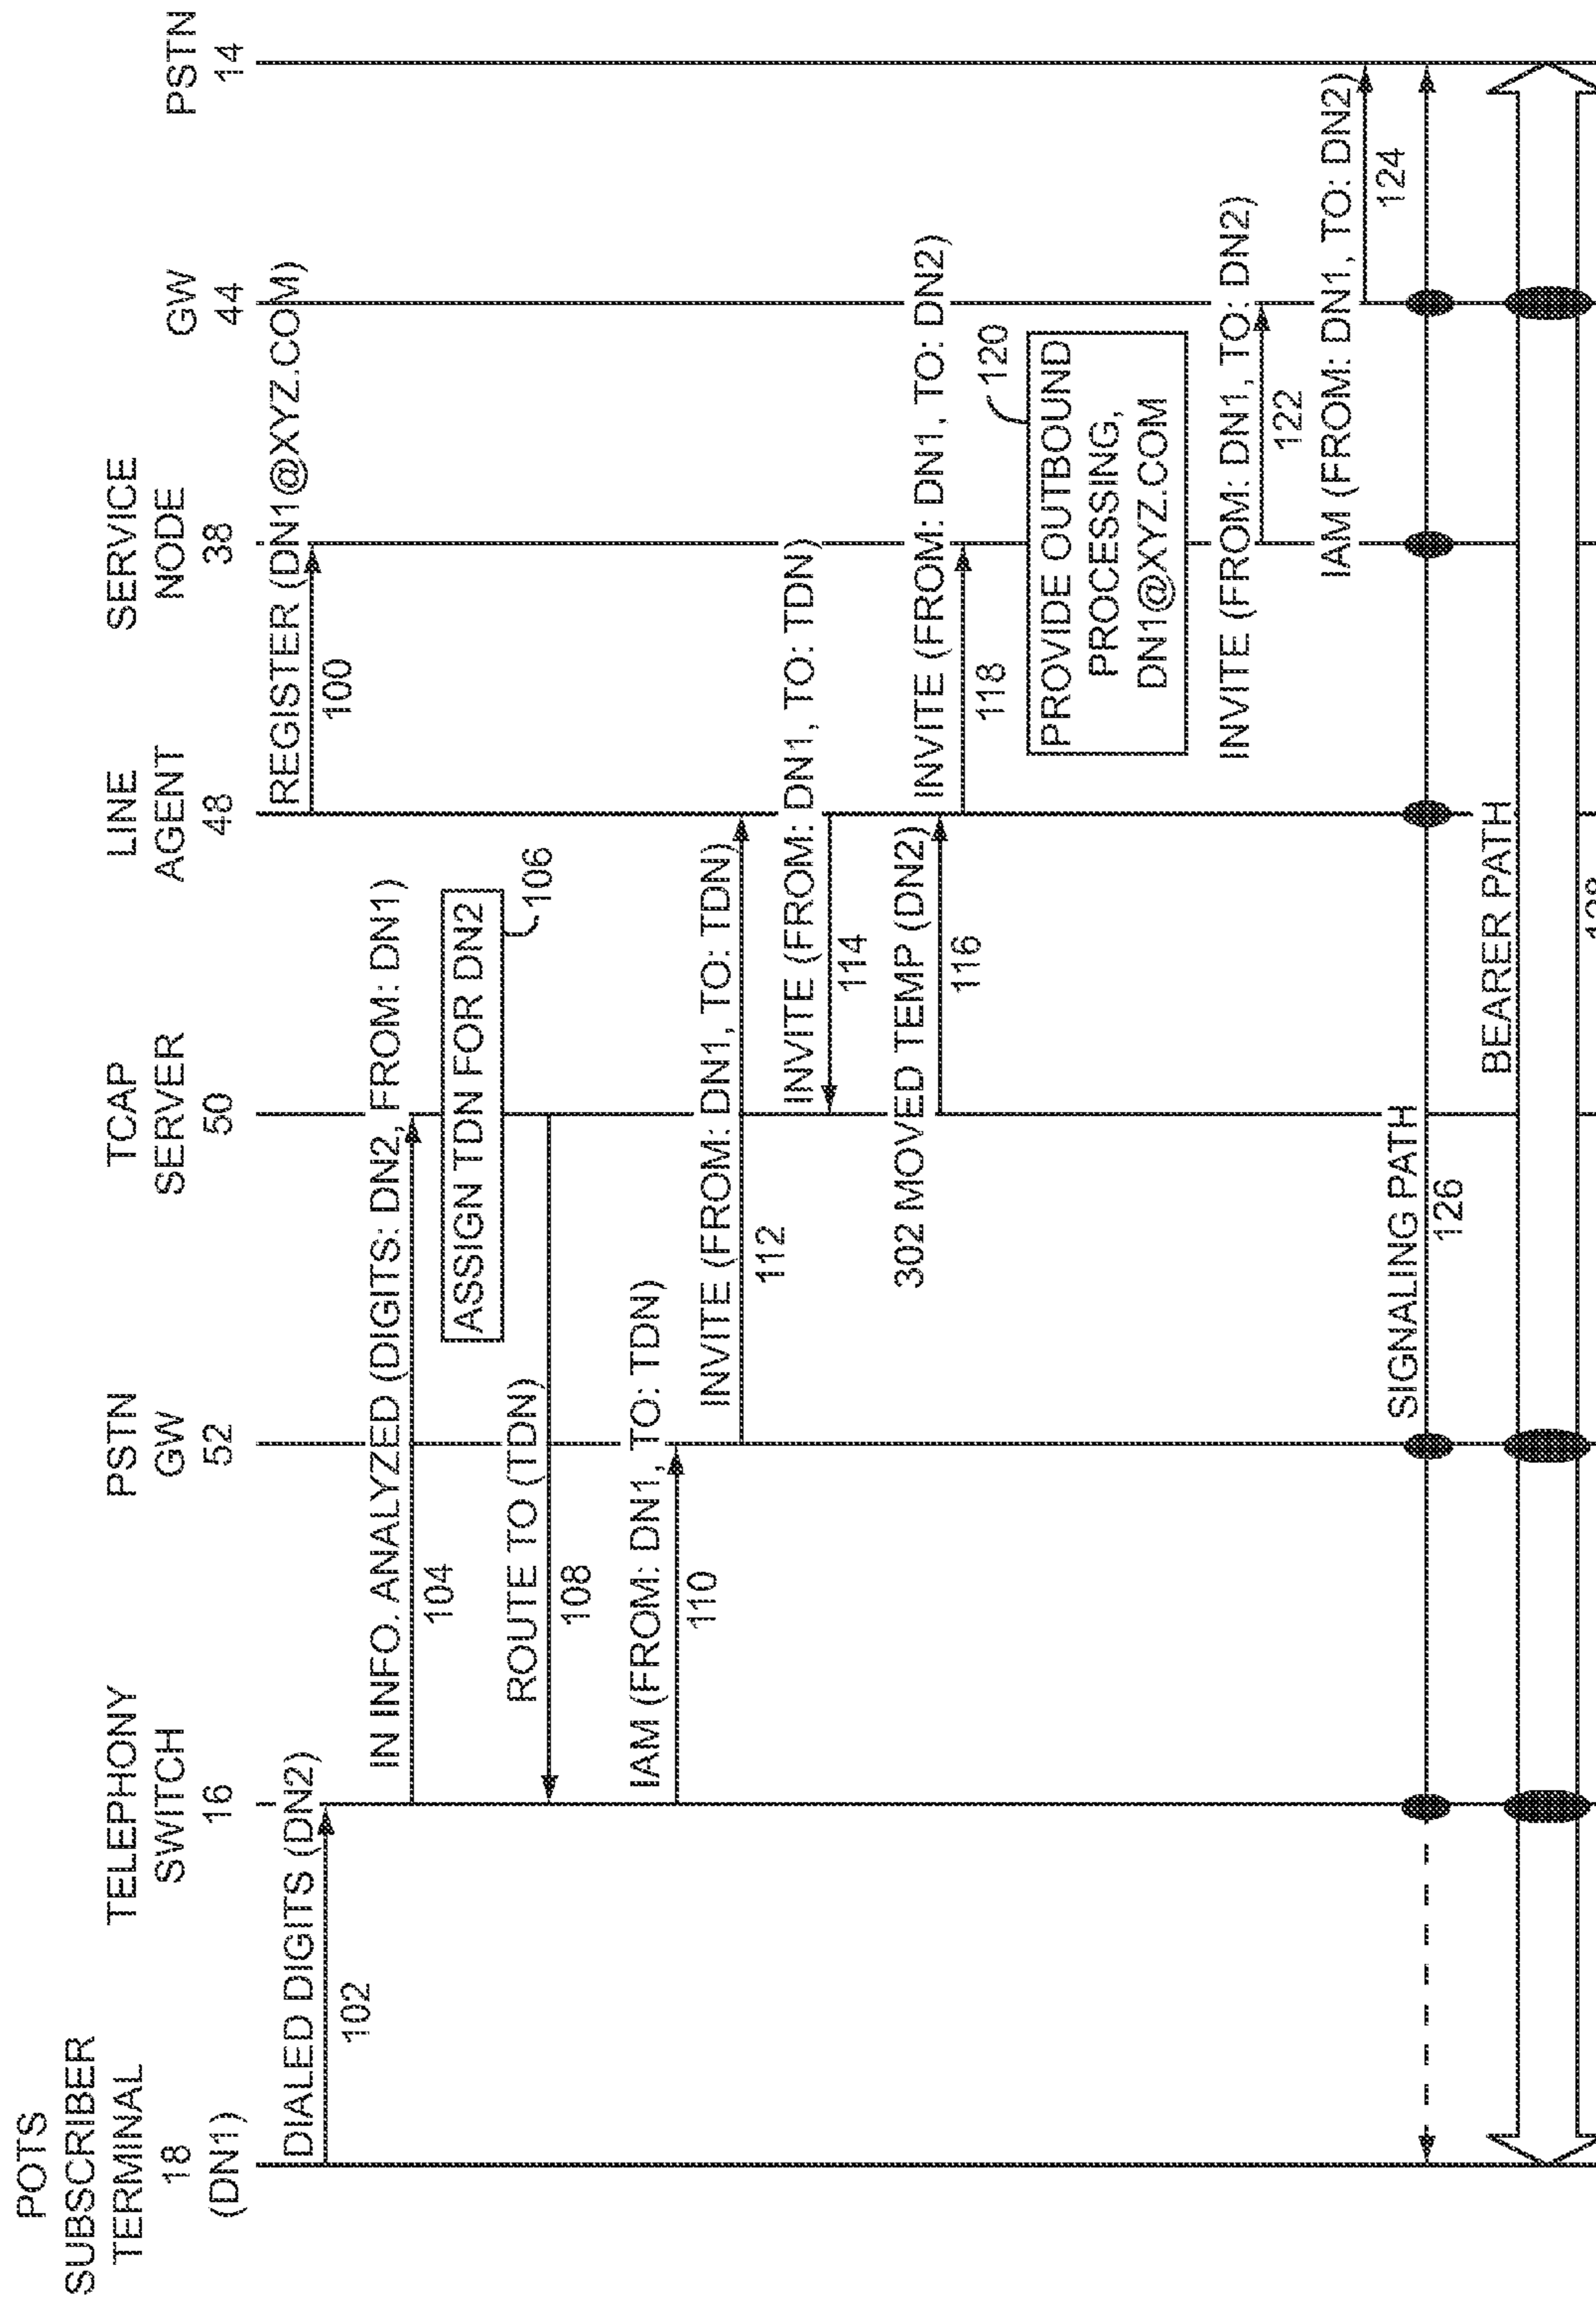 POTS
SUBSCRIBER
TERMINAL
18
(DN1)
TELEPHONY
SWITCH
16
PSTN
GW
52
TCAP
SERVER
50
LINE
AGENT
48
SERVICE
NODE
38
GW
44
PSTN
14
REGISTER (DN1@XYZ.COM)
100
DIALED DIGITS (DN2)
102
IN INFO. ANALYZED (DIGITS: DN2, FROM: DN1)
104
ASSIGN TDN FOR DN2
106
ROUTE TO (TDN)
108
IAM (FROM: DN1, TO: TDN)
110
INVITE (FROM: DN1, TO: TDN)
112
INVITE (FROM: DN1, TO: TDN)
114
302 MOVED TEMP (DN2)
116
INVITE (FROM: DN1, TO: DN2)
118
PROVIDE OUTBOUND
PROCESSING,
DN1@XYZ.COM
120
INVITE (FROM: DN1, TO: DN2)
122
IAM (FROM: DN1, TO: DN2)
124
SIGNALING PATH
126
BEARER PATH